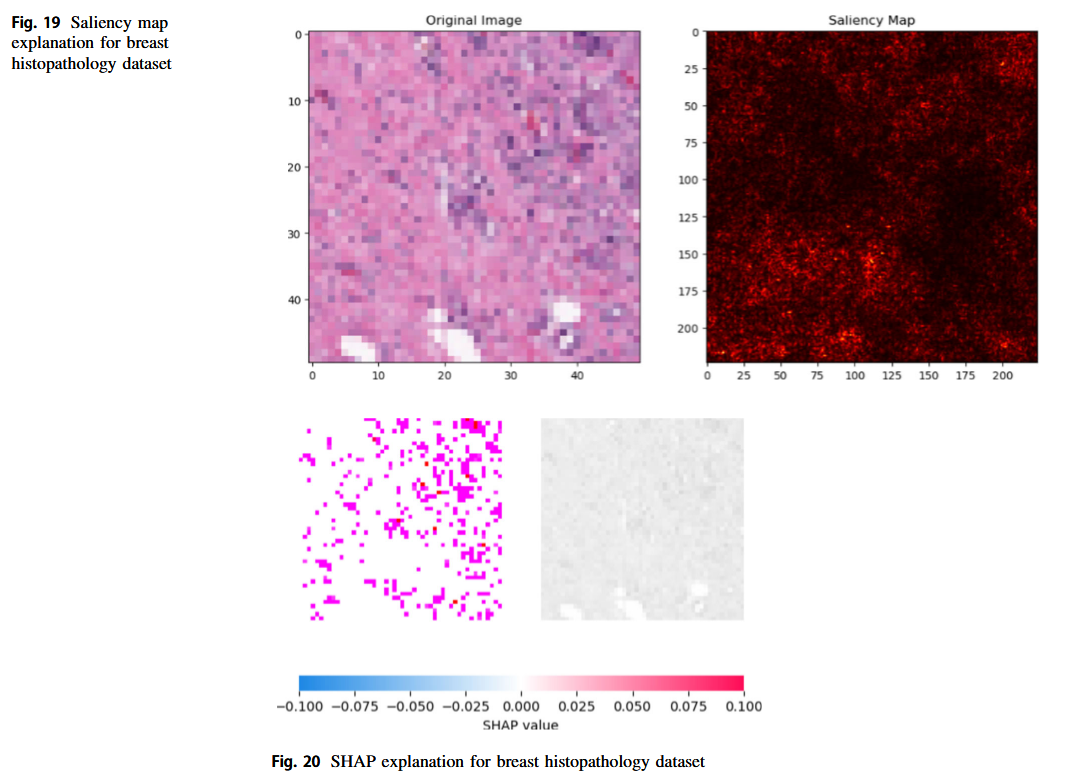 Fig. 19 Saliency map
explanation for breast
histopathology dataset
Original Image
0
10
20
30
40
0 10 20 30 40
Saliency Map
0
25
50
75
100
125
150
175
200
0 25 50 75 100 125 150 175 200
−0.100 −0.075 −0.050 −0.025 0.000 0.025 0.050 0.075 0.100
SHAP value
Fig. 20 SHAP explanation for breast histopathology dataset